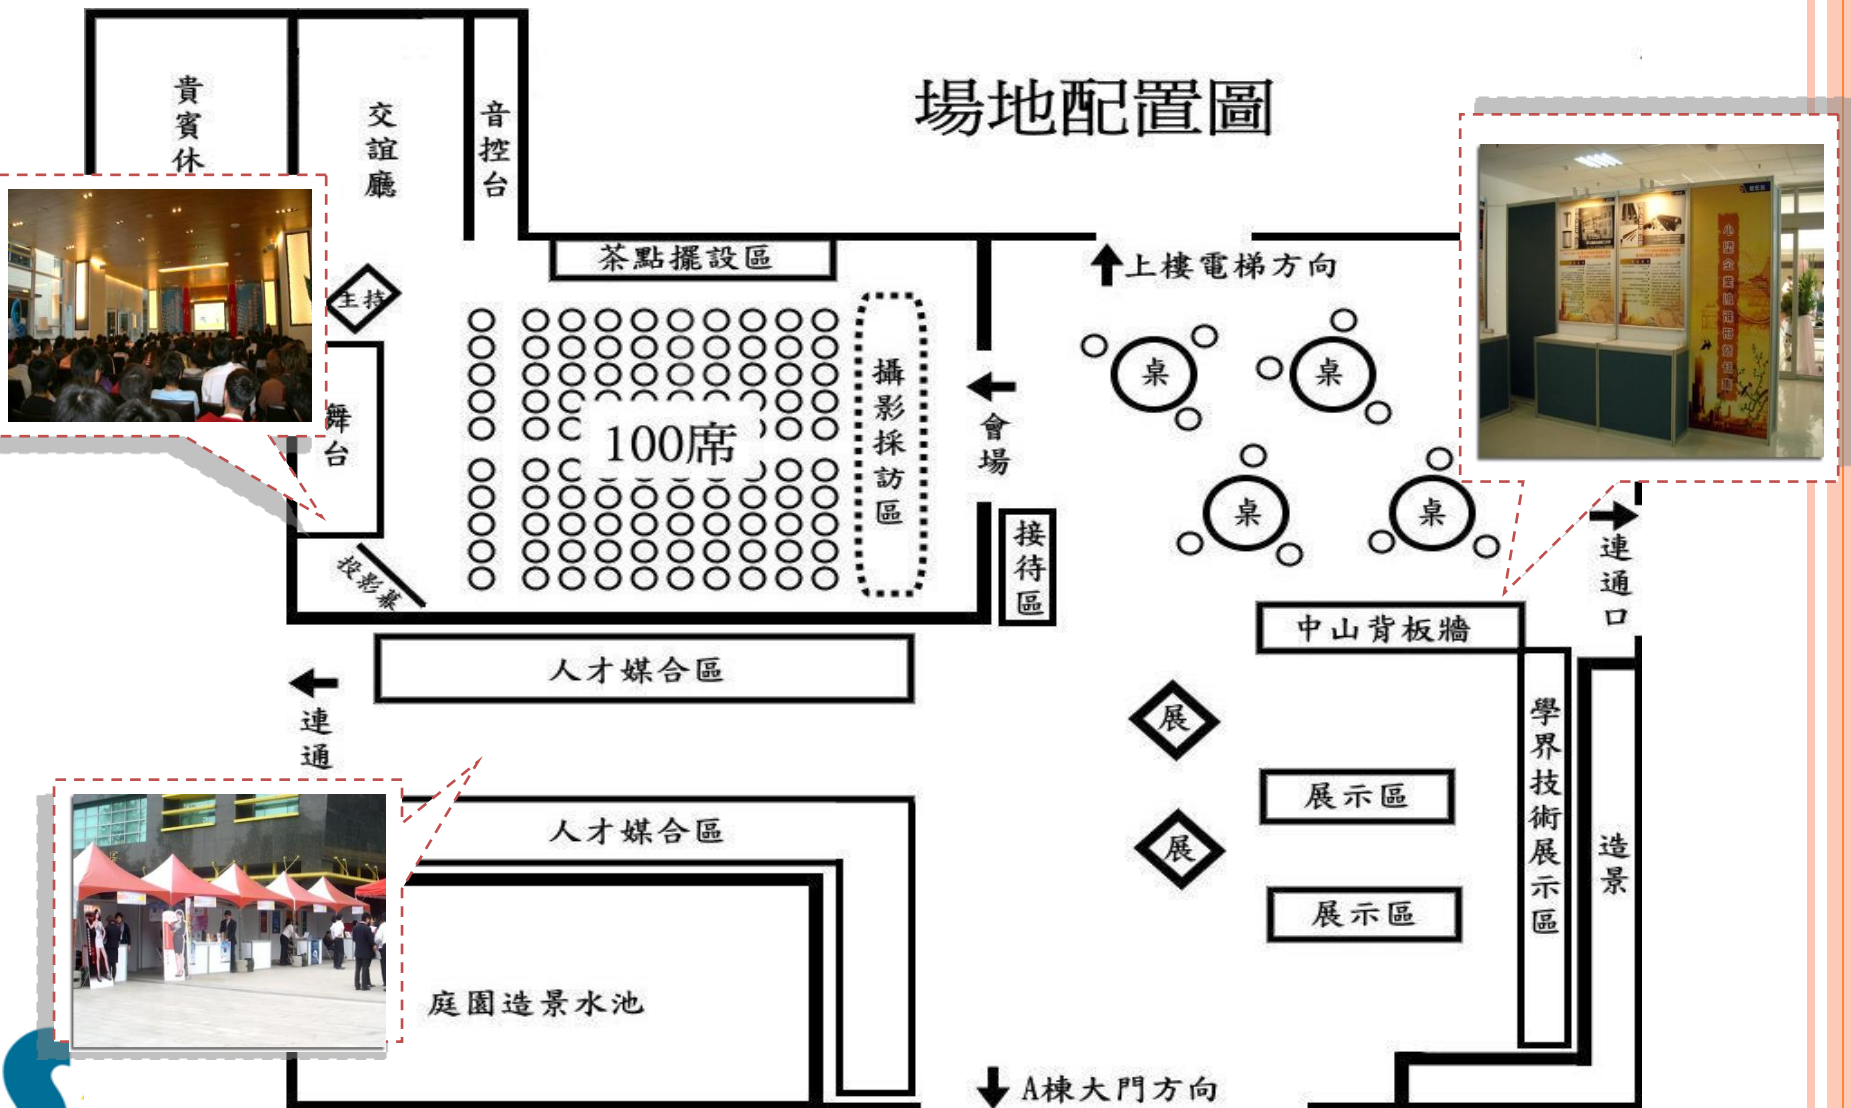 場地配置圖
貴賓休
交誼廳
音控台
茶點擺設區
上樓電梯方向
主持
舞台
100席
攝影採訪區
會場
接待區
桌
桌
桌
桌
連通口
投影幕
中山背板牆
人才媒合區
連通
展
展
展示區
展示區
學界技術展示區
造景
人才媒合區
庭園造景水池
A棟大門方向